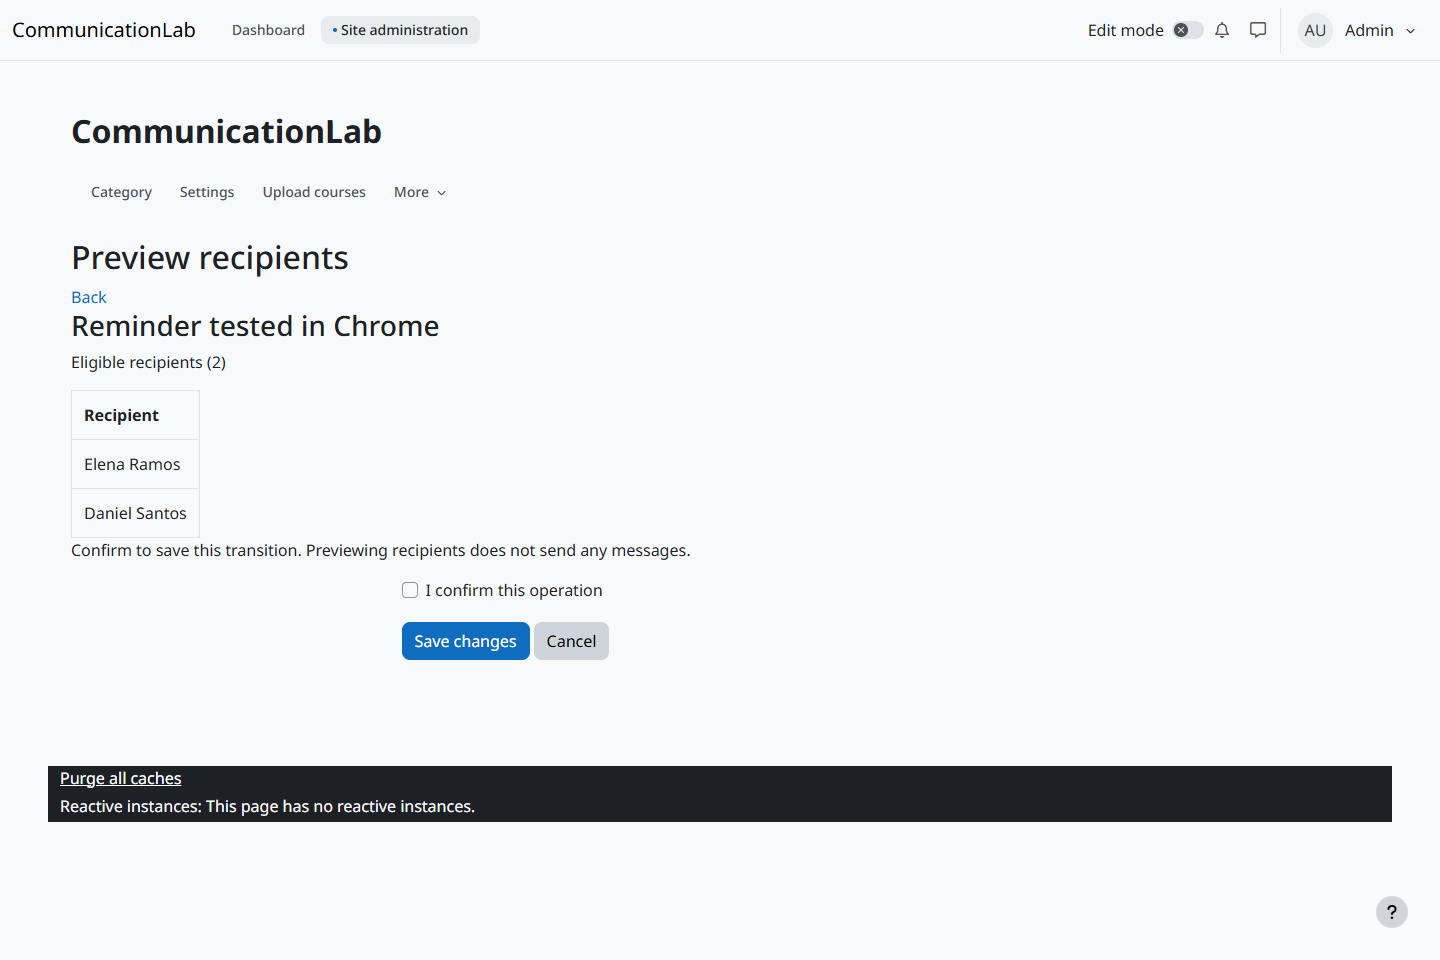 CommunicationLab
Dashboard
Site administration
Edit mode
AU
Admin
CommunicationLab
Category
Settings
Upload courses
More
Preview recipients
Back
Reminder tested in Chrome
Eligible recipients (2)
Recipient
Elena Ramos
Daniel Santos
Confirm to save this transition. Previewing recipients does not send any messages.
I confirm this operation
Save changes
Cancel
Purge all caches
Reactive instances: This page has no reactive instances.
?